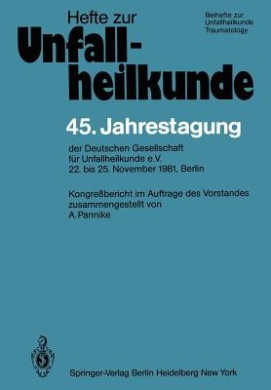 Hefte zur
Beihefte zur
Unfallheilkunde
Traumatology
Unfall-
heilkunde
45. Jahrestagung
der Deutschen Gesellschaft
für Unfallheilkunde e.V.
22. bis 25. November 1981, Berlin
Kongreßbericht im Auftrage des Vorstandes
zusammengestellt von
A. Pannike
Springer-Verlag Berlin Heidelberg New York